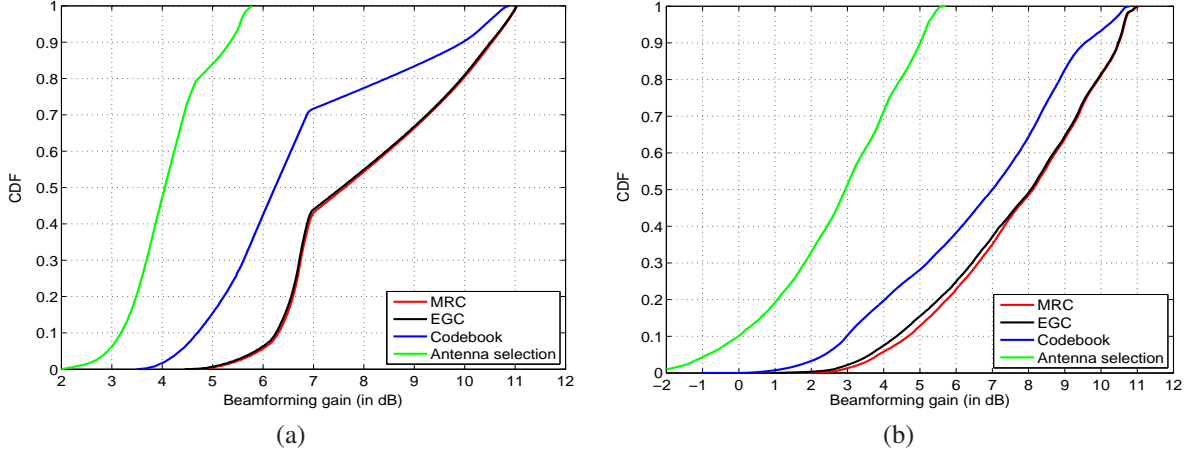 1
0.9
0.8
0.7
0.6
0.5
0.4
0.3
0.2
0.1
0
CDF
2 3 4 5 6 7 8 9 10 11 12
Beamforming gain (in dB)
MRC
EGC
Codebook
Antenna selection
(a)
1
0.9
0.8
0.7
0.6
0.5
0.4
0.3
0.2
0.1
0
CDF
−2 −1 0 1 2 3 4 5 6 7 8 9 10 11 12
Beamforming gain (in dB)
MRC
EGC
Codebook
Antenna selection
(b)